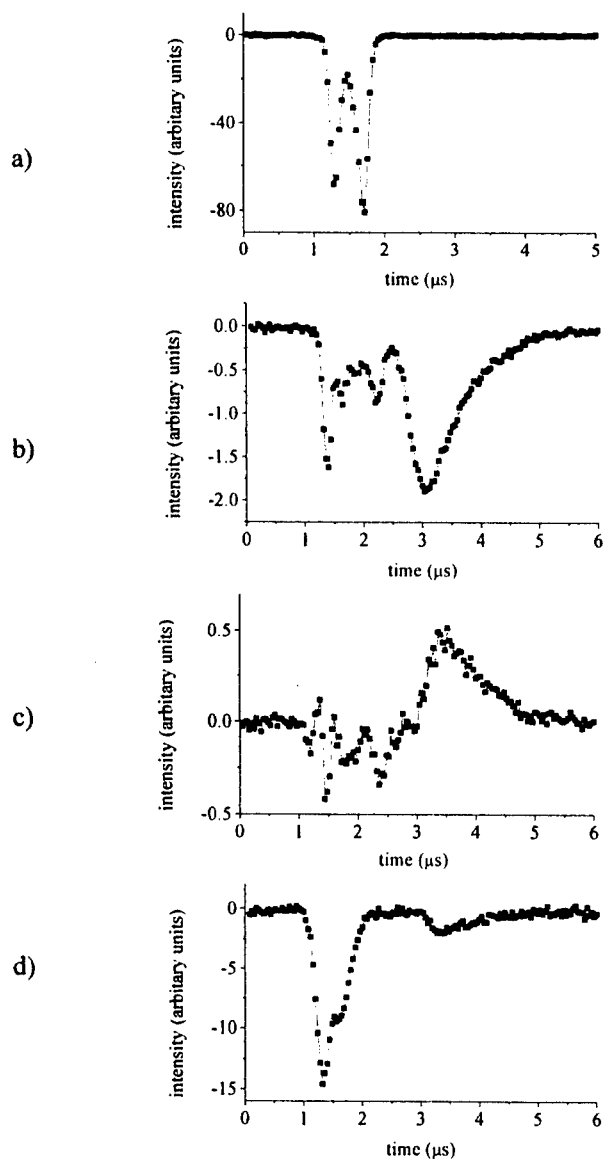 a)
intensity (arbitary units)
0
-40
-80
0 1 2 3 4 5
time (μs)
b)
intensity (arbitary units)
0.0
-0.5
-1.0
-1.5
-2.0
0 1 2 3 4 5 6
time (μs)
c)
intensity (arbitary units)
0.5
0.0
-0.5
0 1 2 3 4 5 6
time (μs)
d)
intensity (arbitary units)
0
-5
-10
-15
0 1 2 3 4 5 6
time (μs)